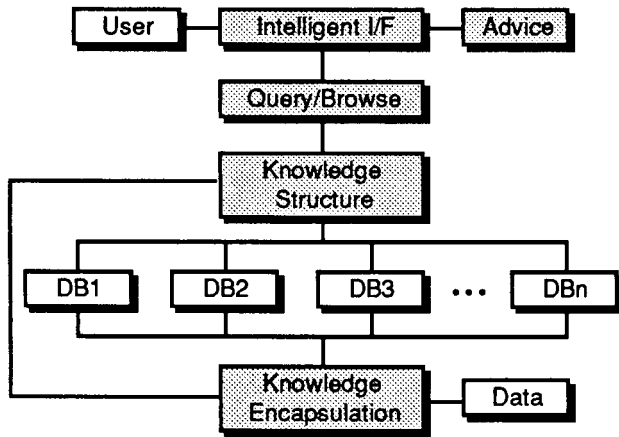 User
Intelligent I/F
Advice
Query/Browse
Knowledge
Structure
DB1
DB2
DB3
•••
DBn
Knowledge
Encapsulation
Data